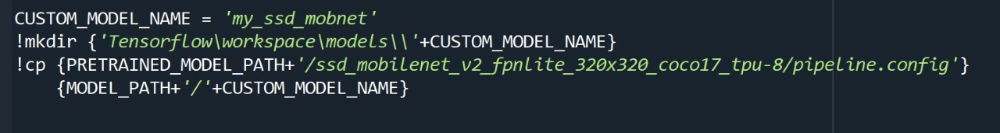 CUSTOM_MODEL_NAME = 'my_ssd_mobnet'
!mkdir {'Tensorflow\workspace\models\\'+CUSTOM_MODEL_NAME}
!cp {PRETRAINED_MODEL_PATH+'/ssd_mobilenet_v2_fpnlite_320x320_coco17_tpu-8/pipeline.config'}
    {MODEL_PATH+'/'+CUSTOM_MODEL_NAME}